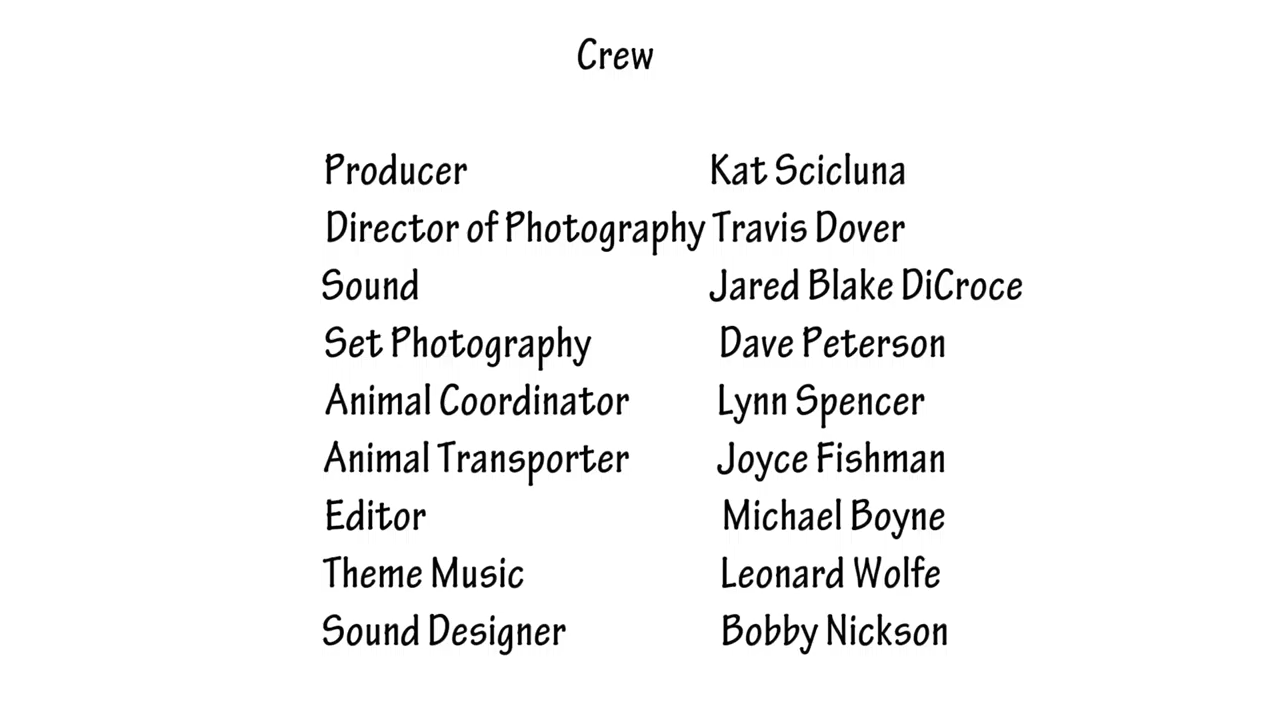 Crew
Producer Kat Scicluna
Director of Photography Travis Dover
Sound Jared Blake DiCroce
Set Photography Dave Peterson
Animal Coordinator Lynn Spencer
Animal Transporter Joyce Fishman
Editor Michael Boyne
Theme Music Leonard Wolfe
Sound Designer Bobby Nickson